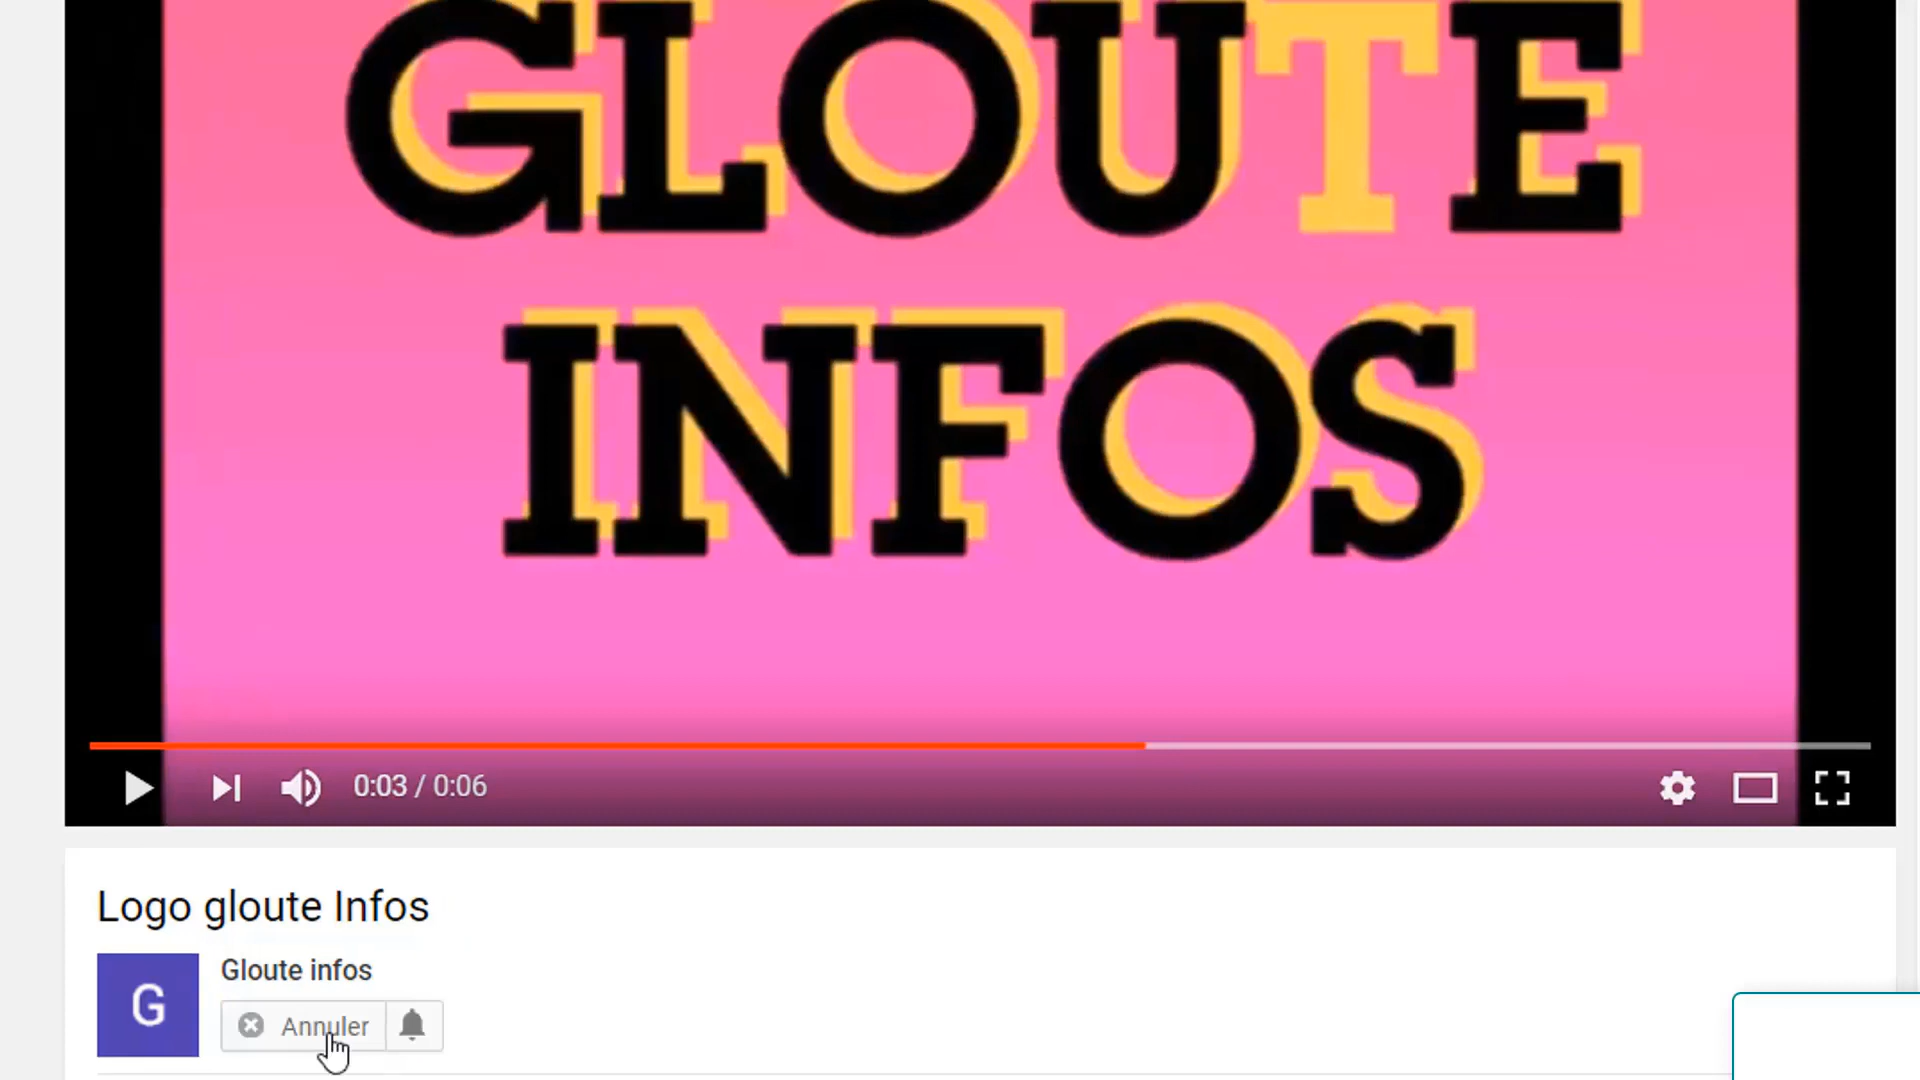 GLOUTE
INFOS
0:03 / 0:06
Logo gloute Infos
G
Gloute infos
Annuler